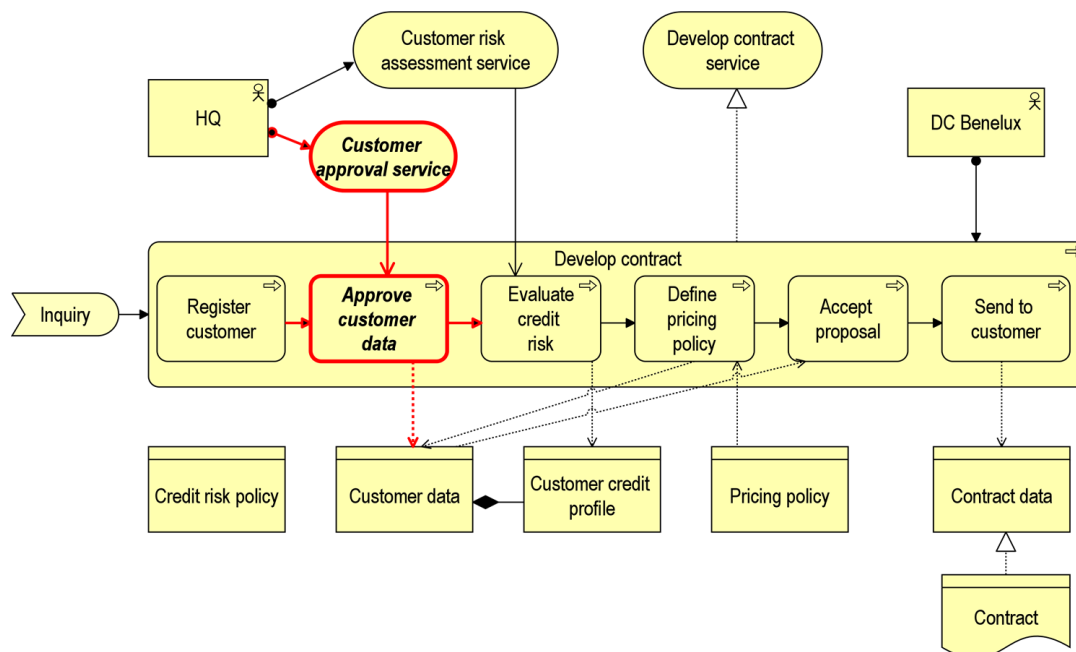 Customer risk
assessment service
Develop contract
service
HQ
DC Benelux
Customer
approval service
Develop contract
Inquiry
Register
customer
Approve
customer
data
Evaluate
credit
risk
Define
pricing
policy
Accept
proposal
Send to
customer
Credit risk policy
Customer data
Customer credit
profile
Pricing policy
Contract data
Contract